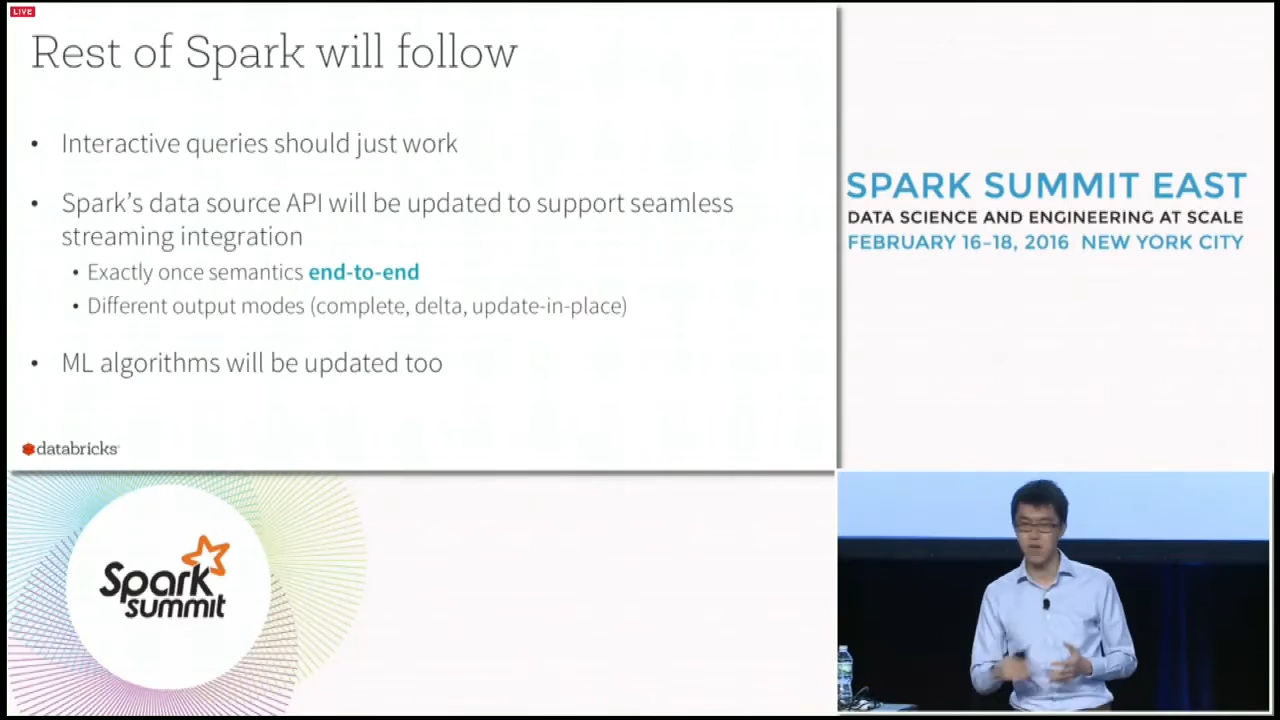 LIVE
Rest of Spark will follow
• Interactive queries should just work
• Spark's data source API will be updated to support seamless
streaming integration
• Exactly once semantics end-to-end
• Different output modes (complete, delta, update-in-place)
• ML algorithms will be updated too
databricks
SPARK SUMMIT EAST
DATA SCIENCE AND ENGINEERING AT SCALE
FEBRUARY 16-18, 2016 NEW YORK CITY
Spark
summit